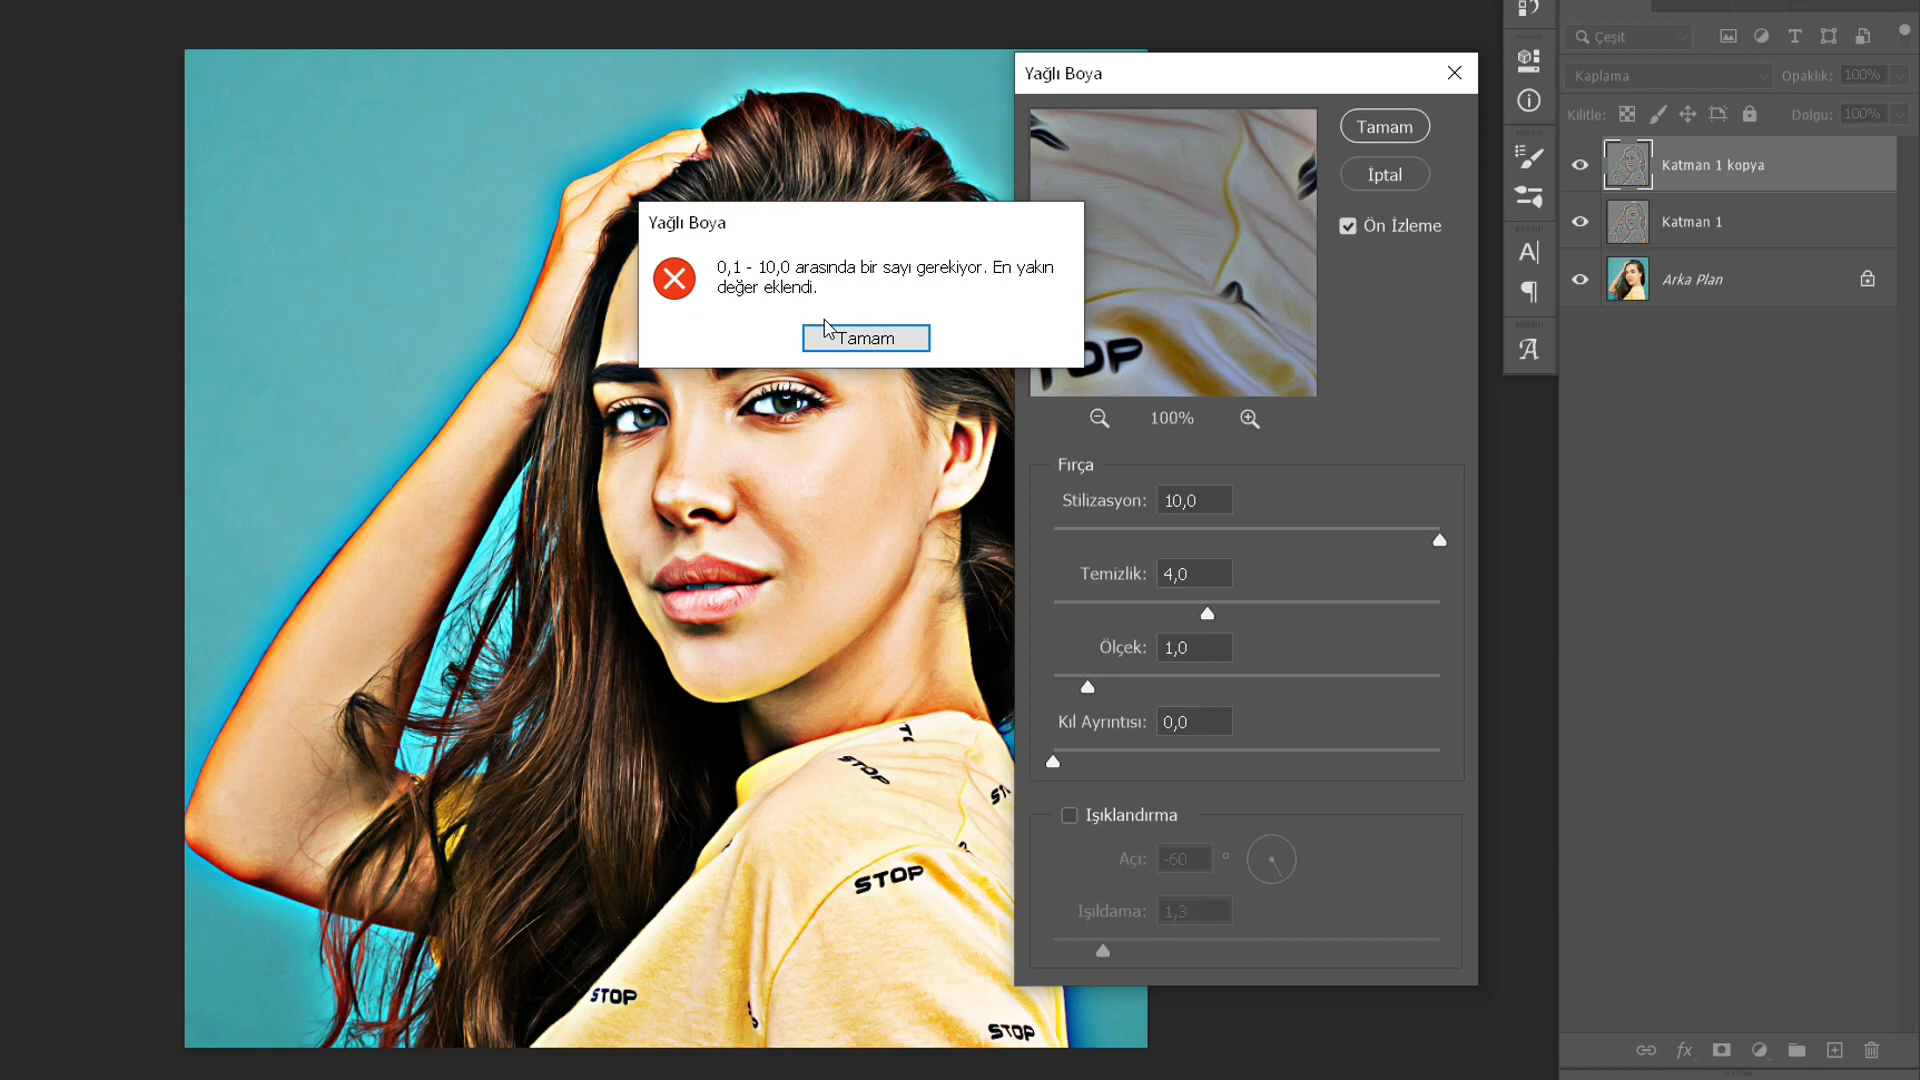 Yağlı Boya
Tamam
İptal
Ön İzleme
Yağlı Boya
0,1 - 10,0 arasında bir sayı gerekiyor. En yakın
değer eklendi.
Tamam
TOP
100%
Fırça
Stilizasyon: 10,0
Temizlik: 4,0
Ölçek: 1,0
Kıl Ayrıntısı: 0,0
Işıklandırma
Açı: -60 °
Işıldama: 1,3
STOP
STOP
STOP
STOP
Çeşit
Kaplama
Opaklık: 100%
Kilitle:
Dolgu: 100%
Katman 1 kopya
Katman 1
Arka Plan
fx